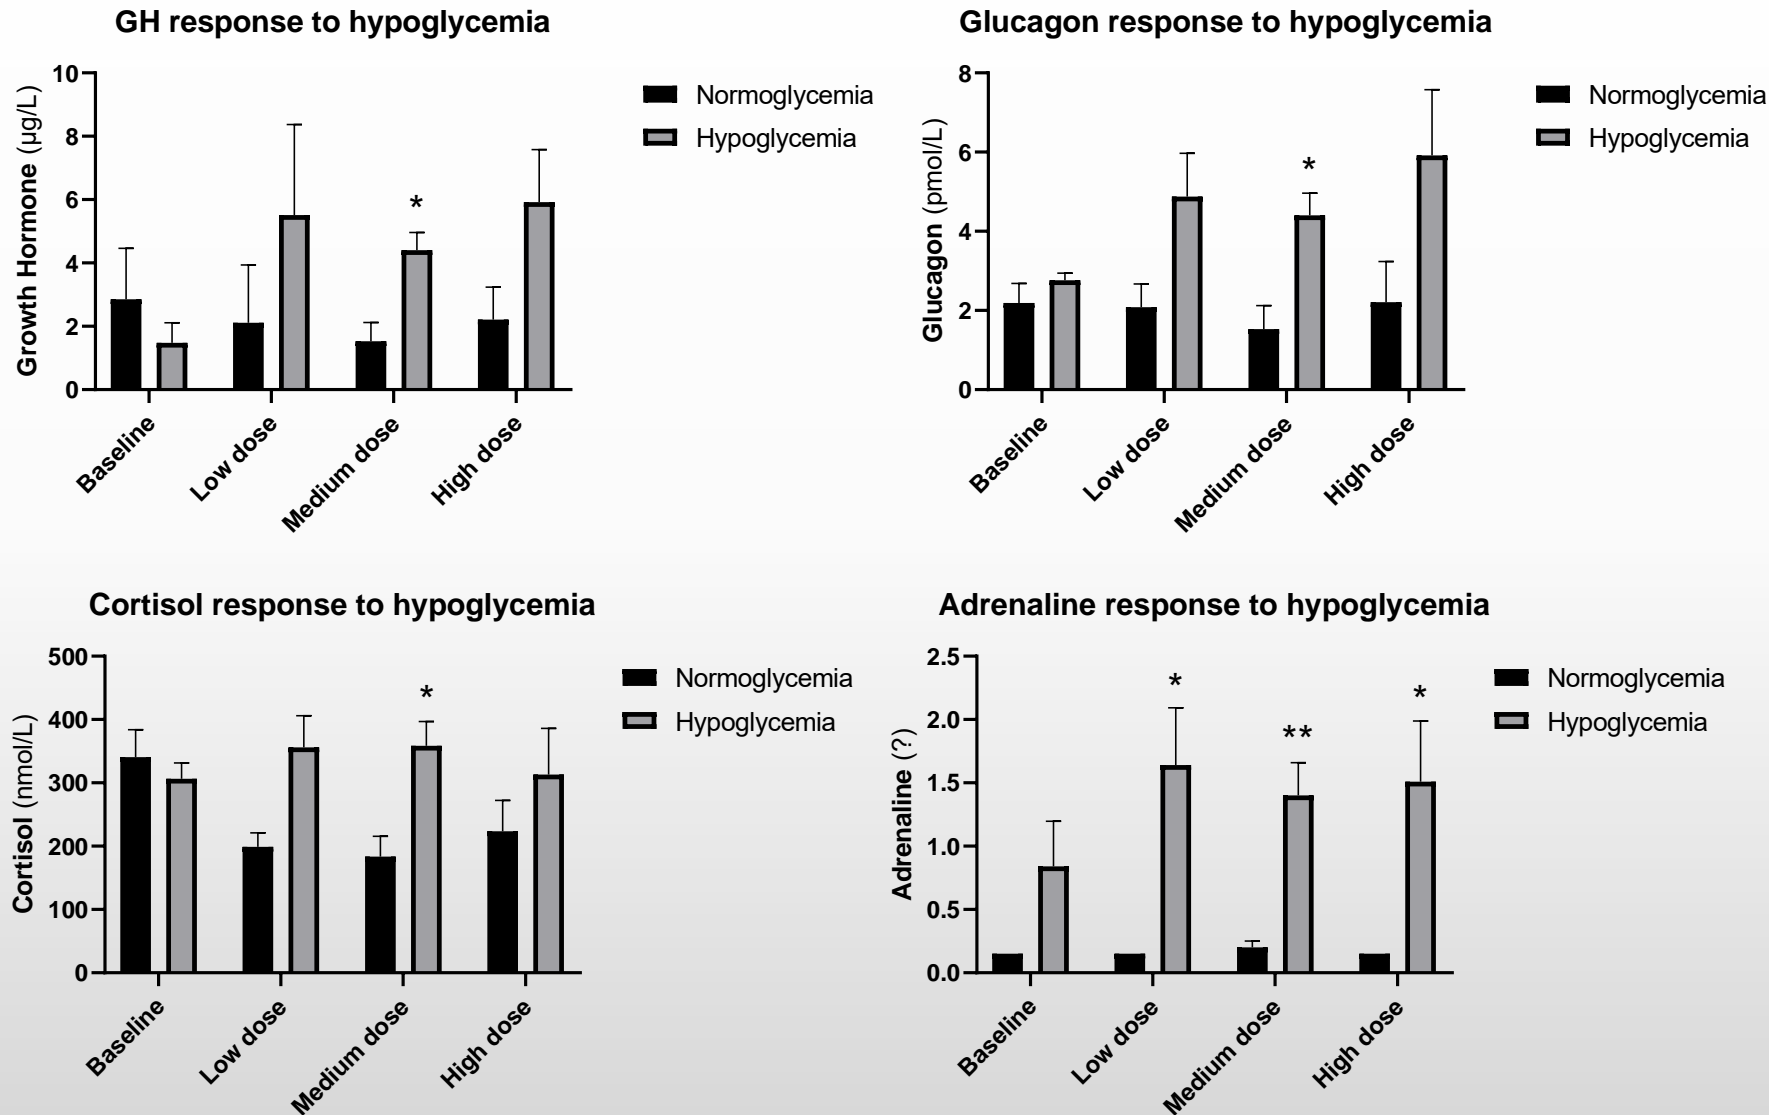 GH response to hypoglycemia
Growth Hormone (µg/L)
10
8
6
4
2
0
*
Baseline
Low dose
Medium dose
High dose
Normoglycemia
Hypoglycemia
Glucagon response to hypoglycemia
Glucagon (pmol/L)
8
6
4
2
0
*
Baseline
Low dose
Medium dose
High dose
Normoglycemia
Hypoglycemia
Cortisol response to hypoglycemia
Cortisol (nmol/L)
500
400
300
200
100
0
*
Baseline
Low dose
Medium dose
High dose
Normoglycemia
Hypoglycemia
Adrenaline response to hypoglycemia
Adrenaline (?)
2.5
2.0
1.5
1.0
0.5
0.0
*
**
*
Baseline
Low dose
Medium dose
High dose
Normoglycemia
Hypoglycemia